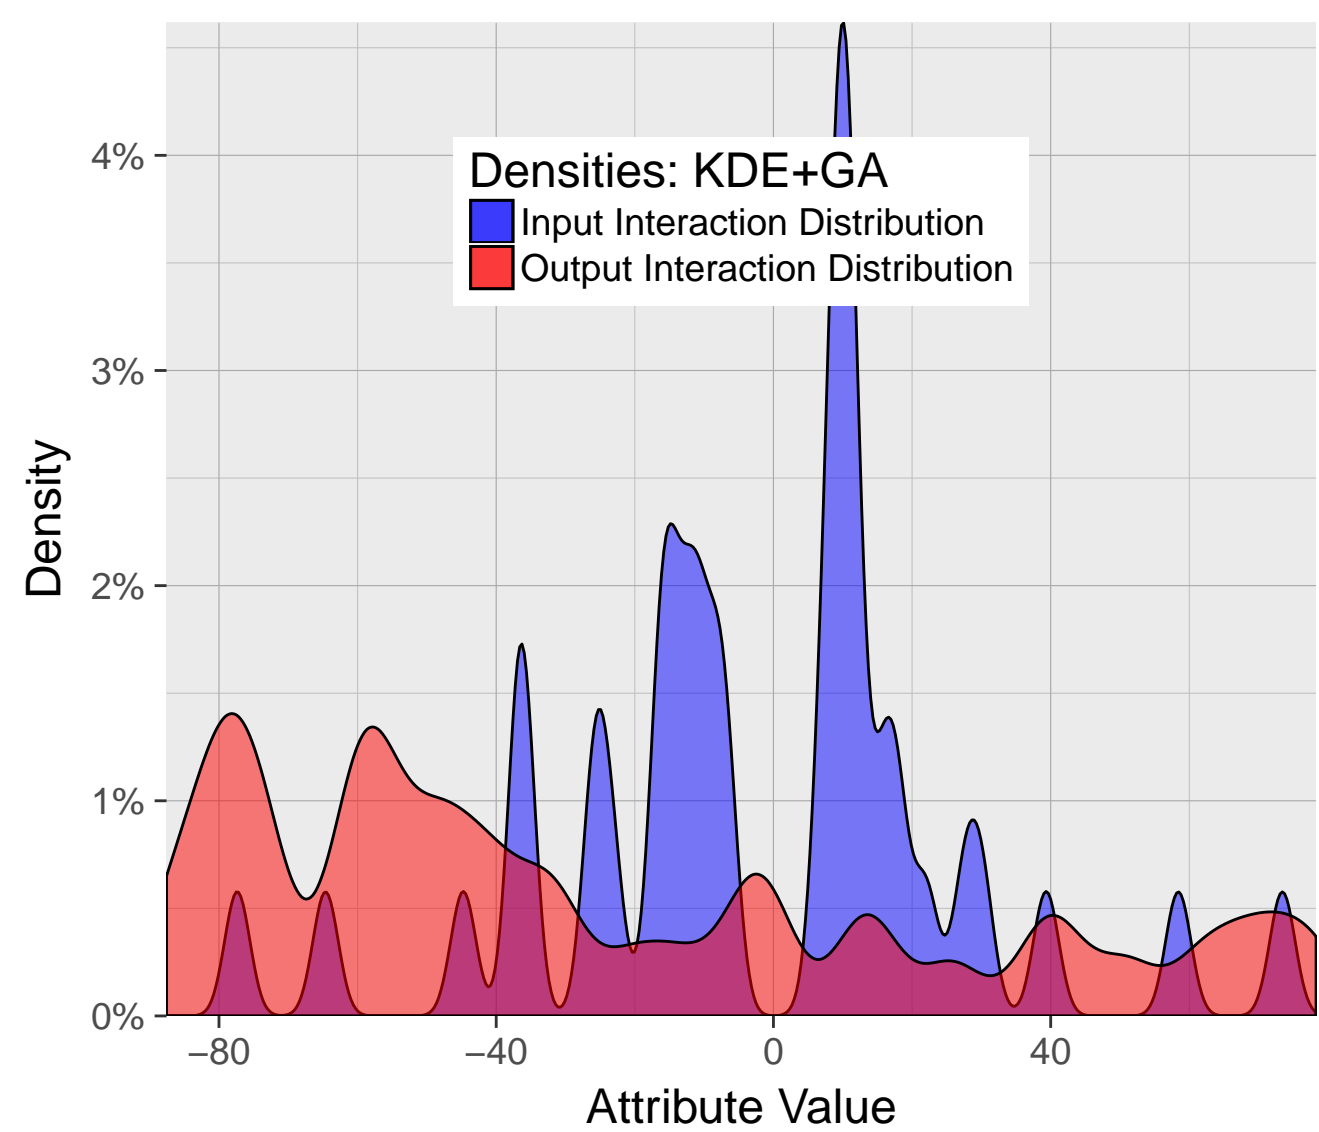 4%
3%
2%
1%
0%
Density
Densities: KDE+GA
Input Interaction Distribution
Output Interaction Distribution
−80 −40 0 40
Attribute Value